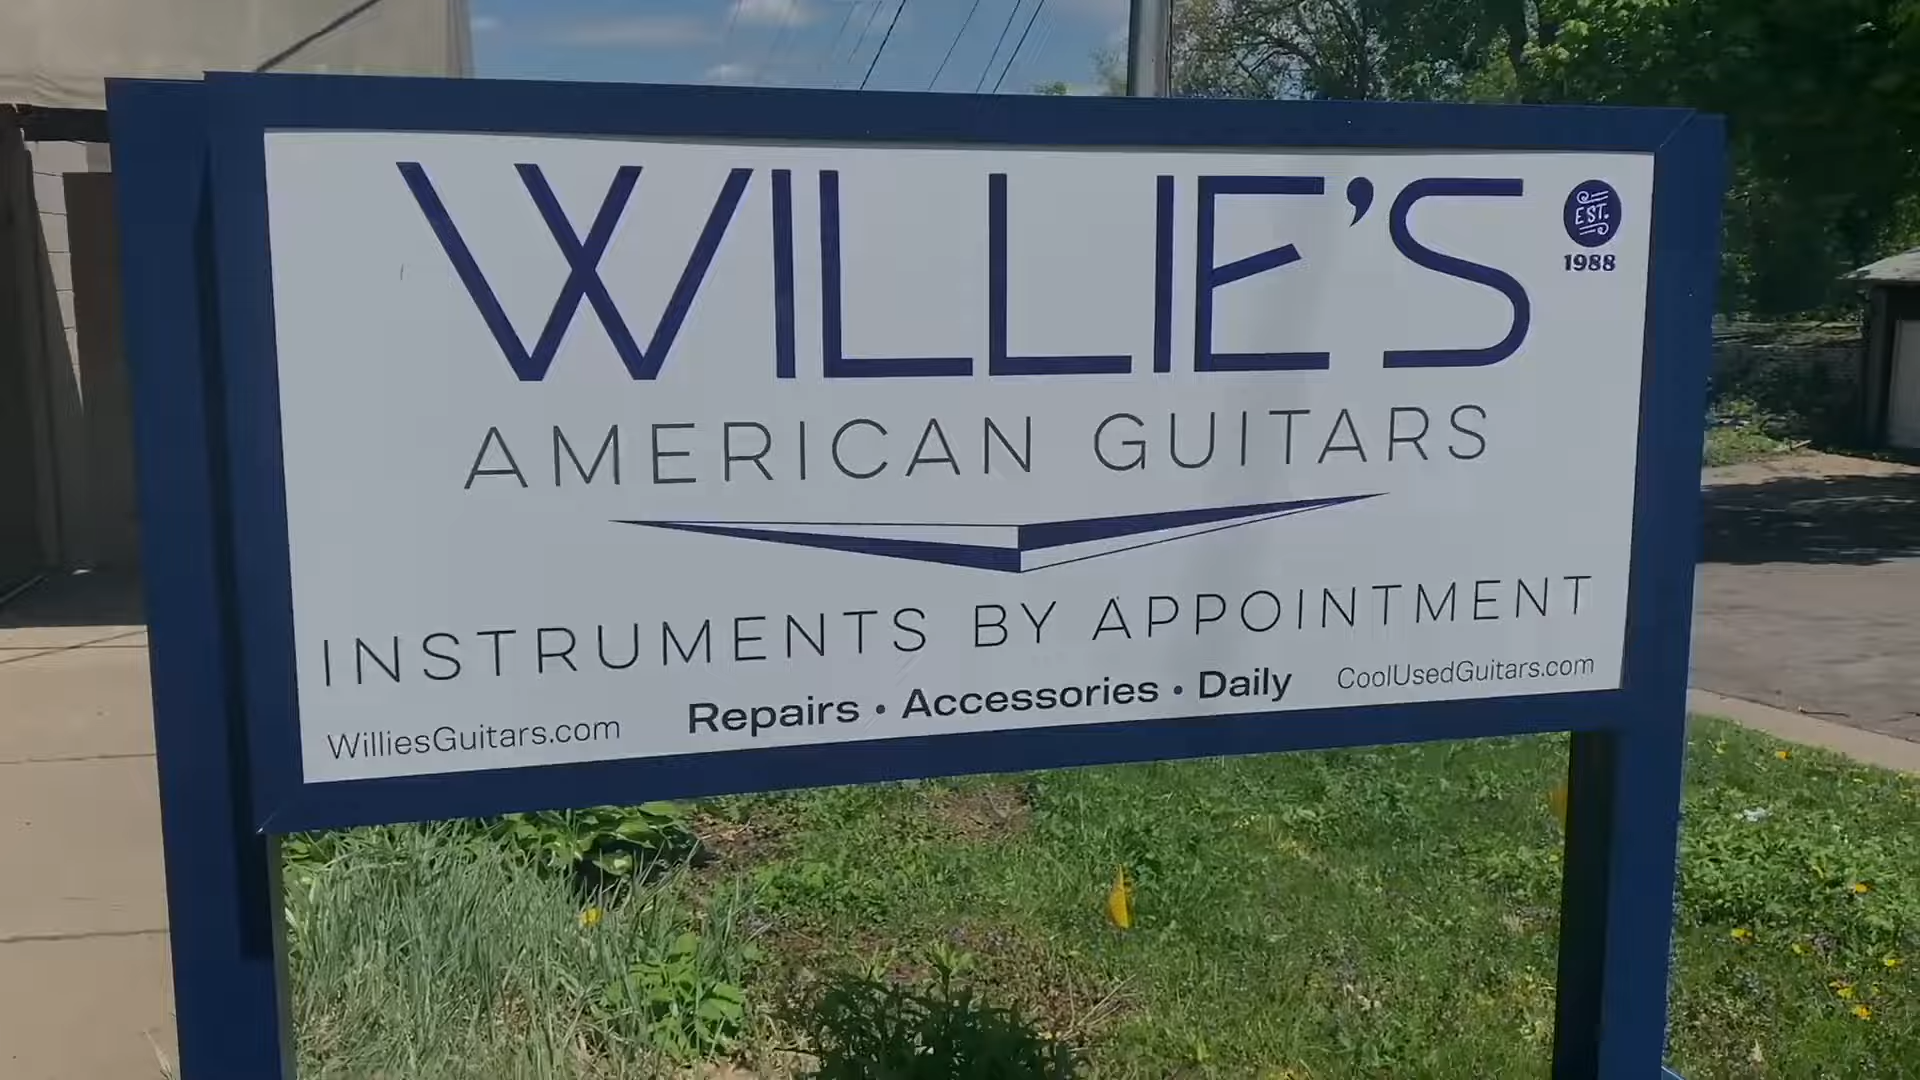 WILLIE'S
EST.
1988
AMERICAN GUITARS
INSTRUMENTS BY APPOINTMENT
WilliesGuitars.com
Repairs • Accessories • Daily
CoolUsedGuitars.com